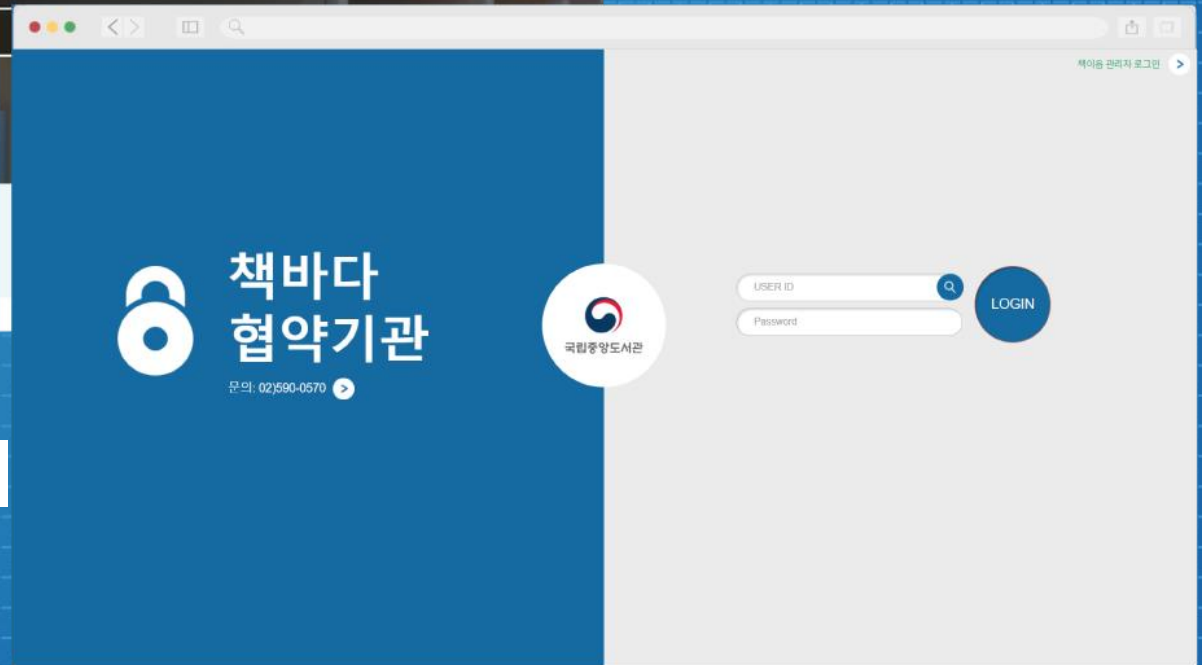 책이음 관리자 로그인
책바다
협약기관
문의: 02)590-0570
국립중앙도서관
USER ID
Password
LOGIN